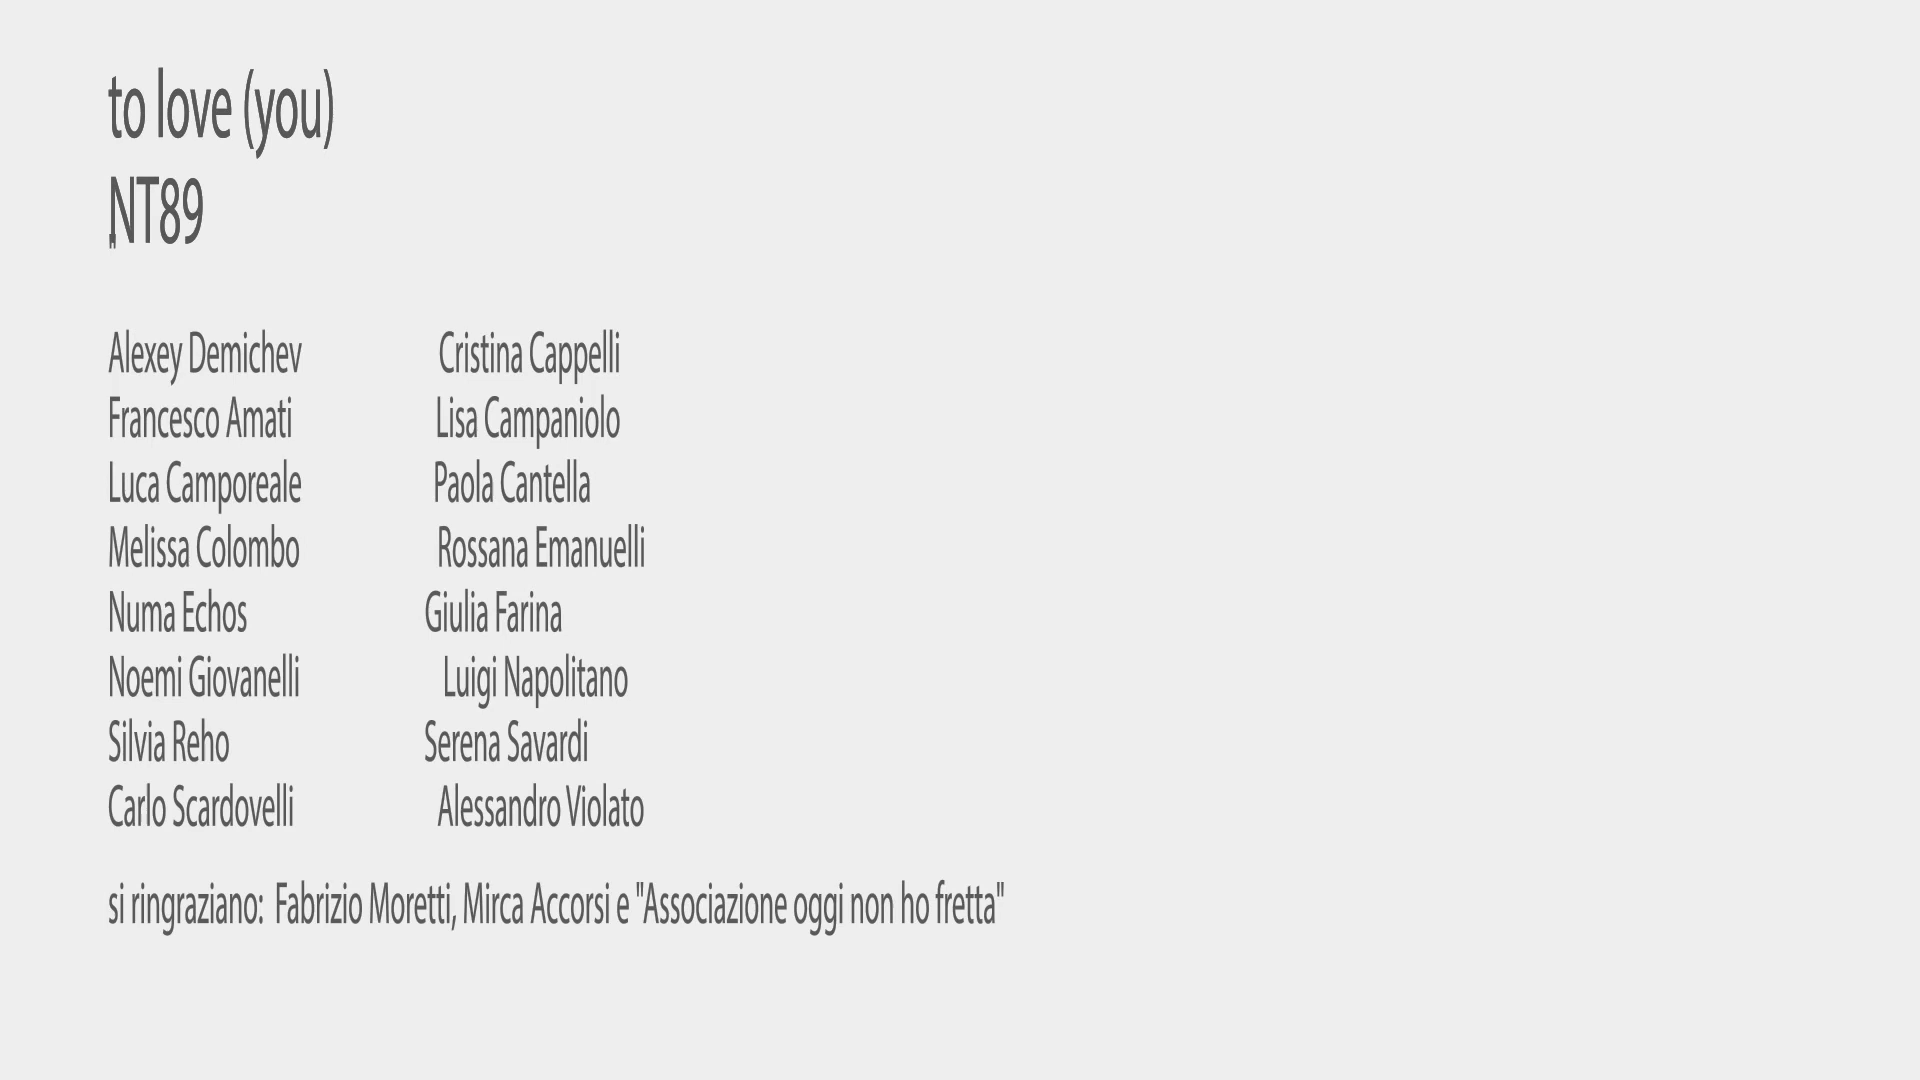 to love (you)
NT89
"
Alexey Demichev Cristina Cappelli
Francesco Amati Lisa Campaniolo
Luca Camporeale Paola Cantella
Melissa Colombo Rossana Emanuelli
Numa Echos Giulia Farina
Noemi Giovanelli Luigi Napolitano
Silvia Reho Serena Savardi
Carlo Scardovelli Alessandro Violato
si ringraziano: Fabrizio Moretti, Mirca Accorsi e "Associazione oggi non ho fretta"